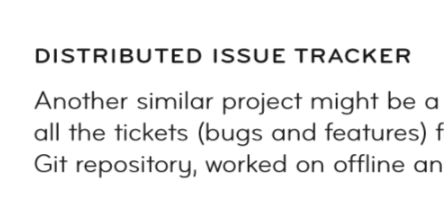 DISTRIBUTED ISSUE TRACKER
Another similar project might be a
all the tickets (bugs and features) f
Git repository, worked on offline an